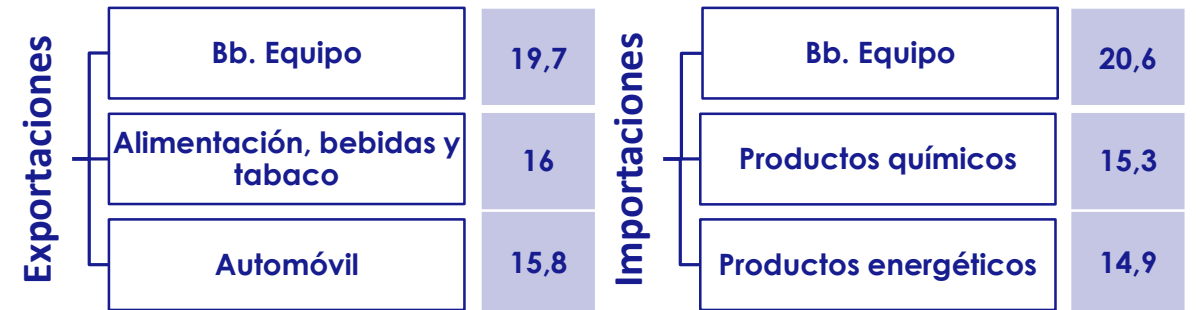 Exportaciones
Bb. Equipo
19,7
Alimentación, bebidas y
tabaco
16
Automóvil
15,8
Importaciones
Bb. Equipo
20,6
Productos químicos
15,3
Productos energéticos
14,9